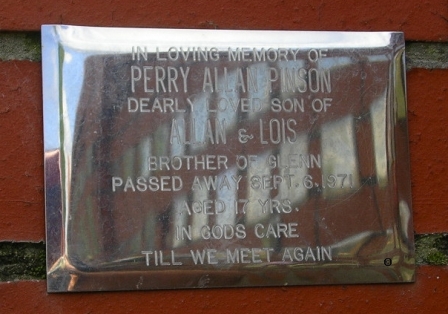 IN LOVING MEMORY OF
PERRY ALLAN PINSON
DEARLY LOVED SON OF
ALLAN & LOIS
BROTHER OF GLENN
PASSED AWAY SEPT. 6. 1971
AGED 17 YRS.
IN GODS CARE
TILL WE MEET AGAIN